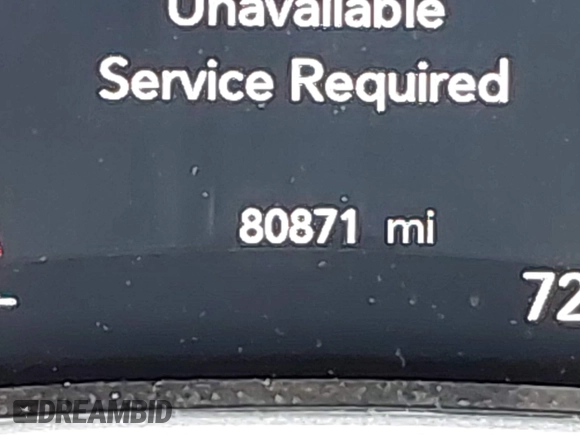 Unavailable
Service Required
80871 mi
72
DREAMBID